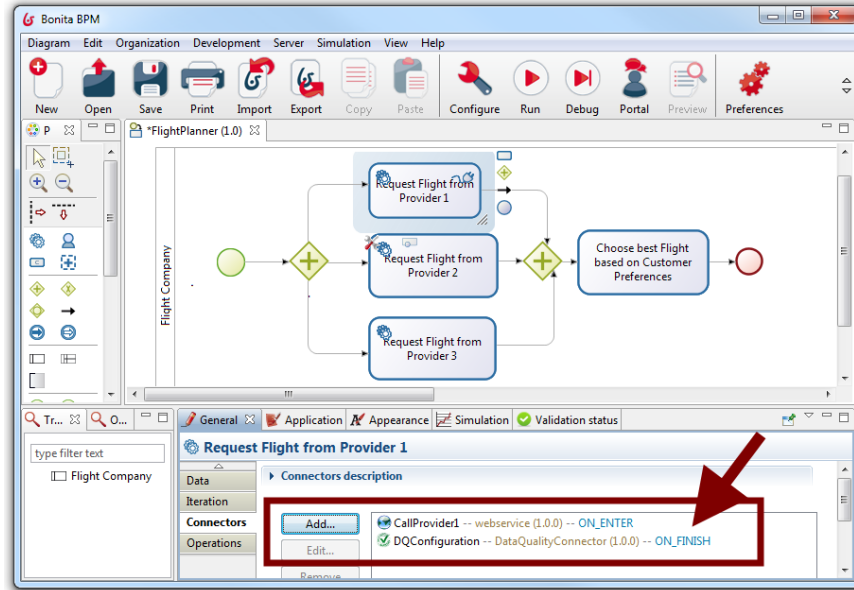 Bonita BPM
Diagram Edit Organization Development Server Simulation View Help
New Open Save Print Import Export Copy Paste Configure Run Debug Portal Preview Preferences
P
*FlightPlanner (1.0)
Flight Company
Request Flight from
Provider 1
Request Flight from
Provider 2
Request Flight from
Provider 3
Choose best Flight
based on Customer
Preferences
Tr... O...
type filter text
Flight Company
General Application Appearance Simulation Validation status
Request Flight from Provider 1
Data
Iteration
Connectors
Operations
Connectors description
Add...
Edit...
Remove
CallProvider1 -- webservice (1.0.0) -- ON_ENTER
DQConfiguration -- DataQualityConnector (1.0.0) -- ON_FINISH